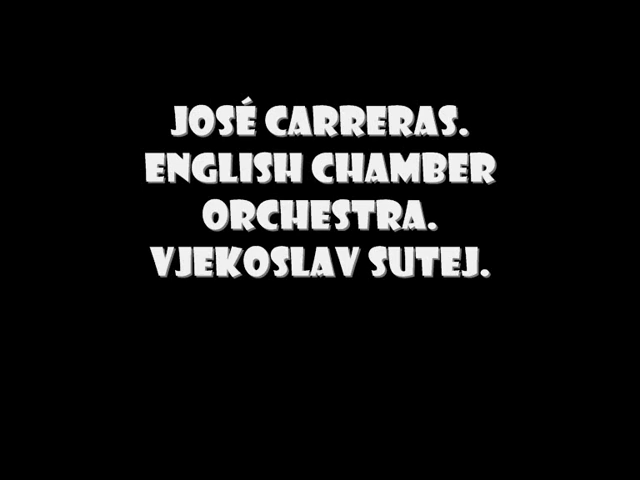 JOSÉ CARRERAS.
ENGLISH CHAMBER
ORCHESTRA.
VJEKOSLAV SUTEJ.